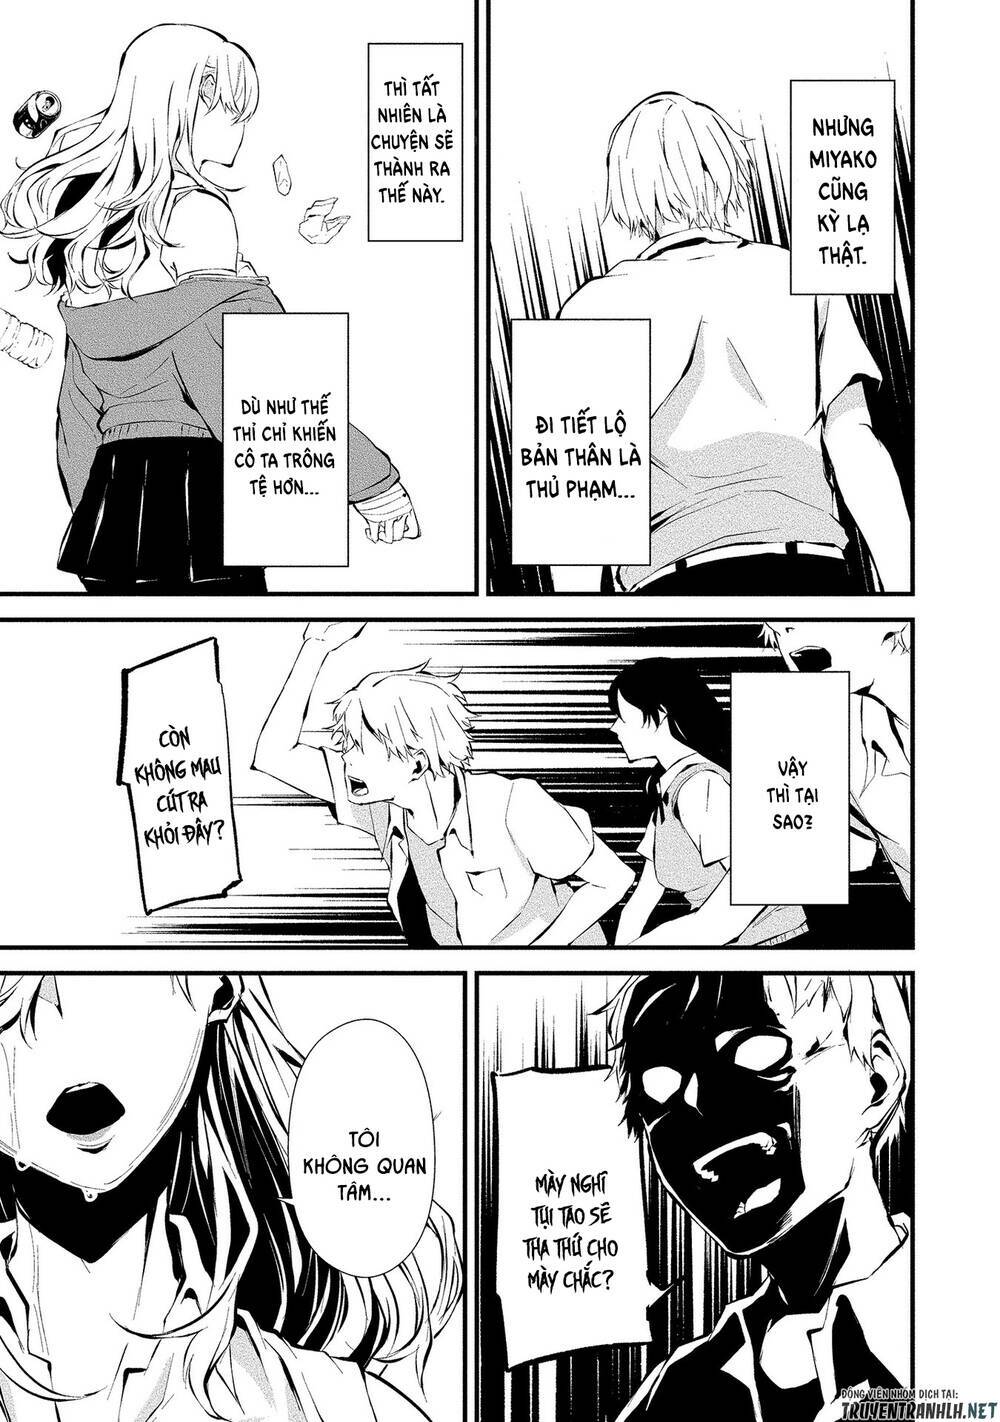 NHƯNG
MIYAKO
CŨNG
KỲ LẠ
THẬT.
ĐI TIẾT LỘ
BẢN THÂN LÀ
THỦ PHẠM...
THÌ TẤT
NHIÊN LÀ
CHUYỆN SẼ
THÀNH RA
THẾ NÀY.
DÙ NHƯ THẾ
THỈ CHỈ KHIẾN
CÔ TA TRÔNG
TỆ HƠN...
VẬY
THÌ TẠI
SAO?
CÒN
KHÔNG MAU
CÚT RA
KHỎI ĐÂY?
MÀY NGHĨ
TỤI TAO SẼ
THA THỨ CHO
MÀY CHẮC?
TÔI
KHÔNG QUAN
TÂM...
ĐỘNG VIÊN NHÓM DỊCH TẠI:
TRUYENTRANHLH.NET